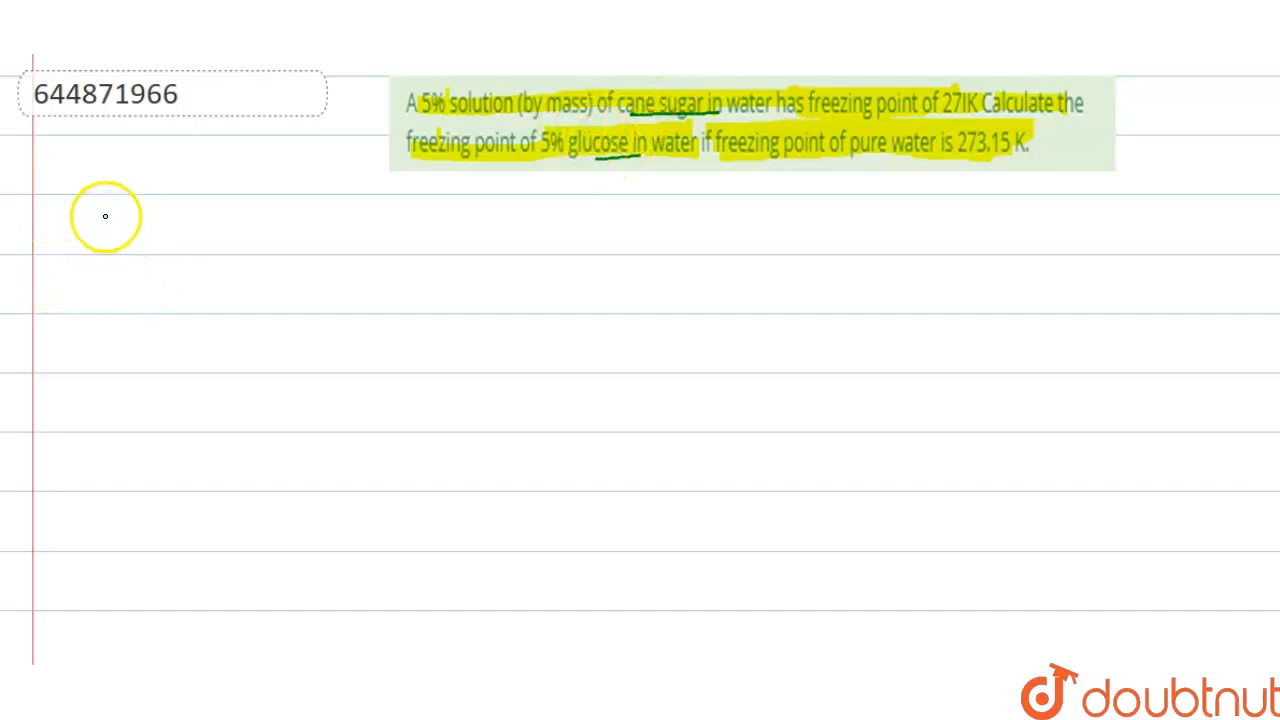 644871966
A 5% solution (by mass) of cane sugar in water has freezing point of 27IK Calculate the
freezing point of 5% glucose in water if freezing point of pure water is 273.15 K.
doubtnut